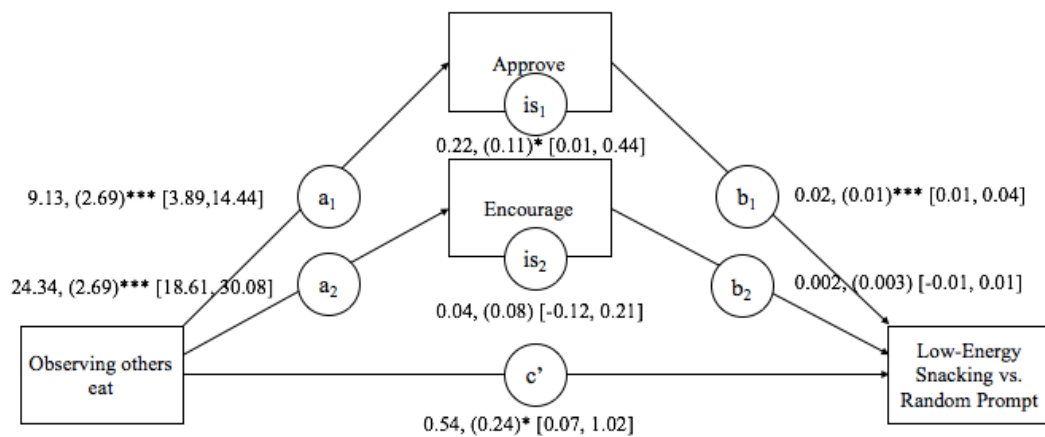 Approve
is₁
0.22, (0.11)* [0.01, 0.44]
9.13, (2.69)*** [3.89,14.44]
a₁
b₁
0.02, (0.01)*** [0.01, 0.04]
Encourage
is₂
24.34, (2.69)*** [18.61, 30.08]
a₂
b₂
0.002, (0.003) [-0.01, 0.01]
0.04, (0.08) [-0.12, 0.21]
Observing others
eat
c’
0.54, (0.24)* [0.07, 1.02]
Low-Energy
Snacking vs.
Random Prompt